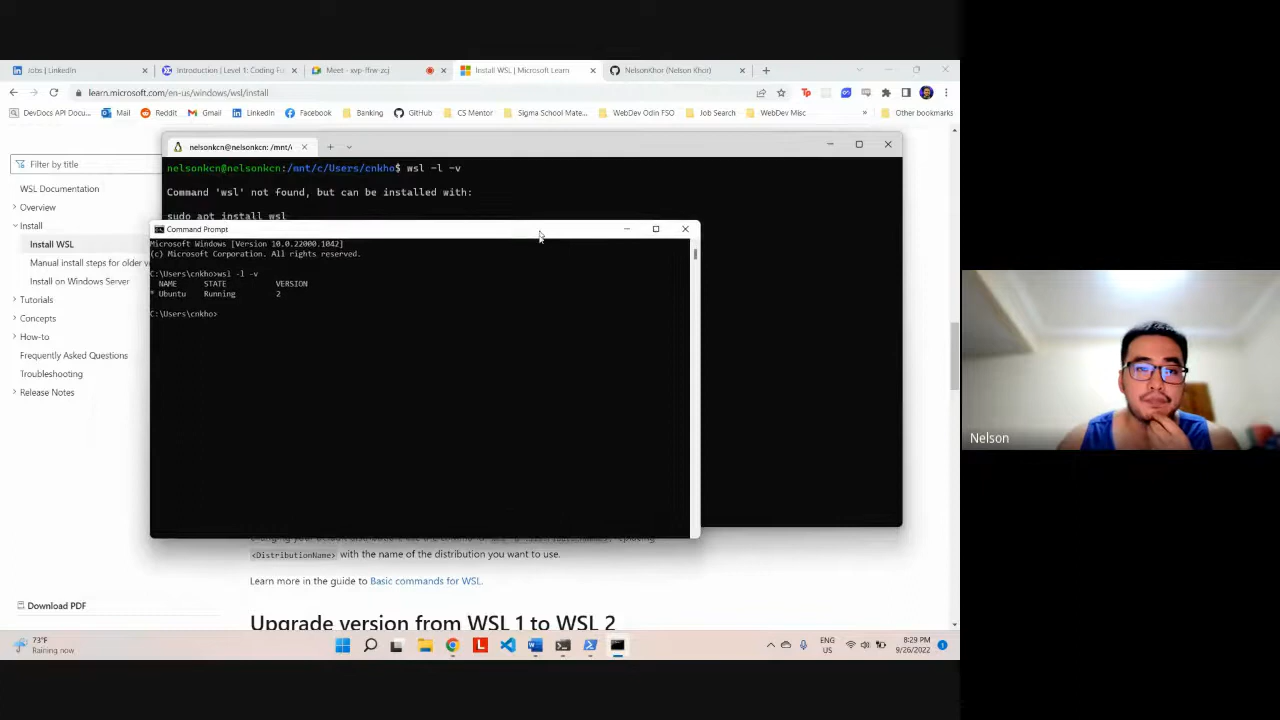 Jobs | LinkedIn
Introduction | Level 1: Coding Fu
Meet - xvp-ffrw-zcj
Install WSL | Microsoft Learn
NelsonKhor (Nelson Khor)
learn.microsoft.com/en-us/windows/wsl/install
DevDocs API Docu...
Mail
Reddit
Gmail
LinkedIn
Facebook
Banking
GitHub
CS Mentor
Sigma School Mate...
WebDev Odin FSO
Job Search
WebDev Misc
Other bookmarks
Filter by title
WSL Documentation
Overview
Install
Install WSL
Manual install steps for older v
Install on Windows Server
Tutorials
Concepts
How-to
Frequently Asked Questions
Troubleshooting
Release Notes
Download PDF
nelsonkcn@nelsonkcn: /mnt/
nelsonkcn@nelsonkcn:/mnt/c/Users/cnkho$ wsl -l -v
Command 'wsl' not found, but can be installed with:
sudo apt install wsl
Command Prompt
Microsoft Windows [Version 10.0.22000.1042]
(c) Microsoft Corporation. All rights reserved.
C:\Users\cnkho>wsl -l -v
NAME STATE VERSION
* Ubuntu Running 2
C:\Users\cnkho>
<DistributionName> with the name of the distribution you want to use.
Learn more in the guide to Basic commands for WSL.
Upgrade version from WSL 1 to WSL 2
73°F
Raining now
ENG
US
8:29 PM
9/26/2022
1
Nelson